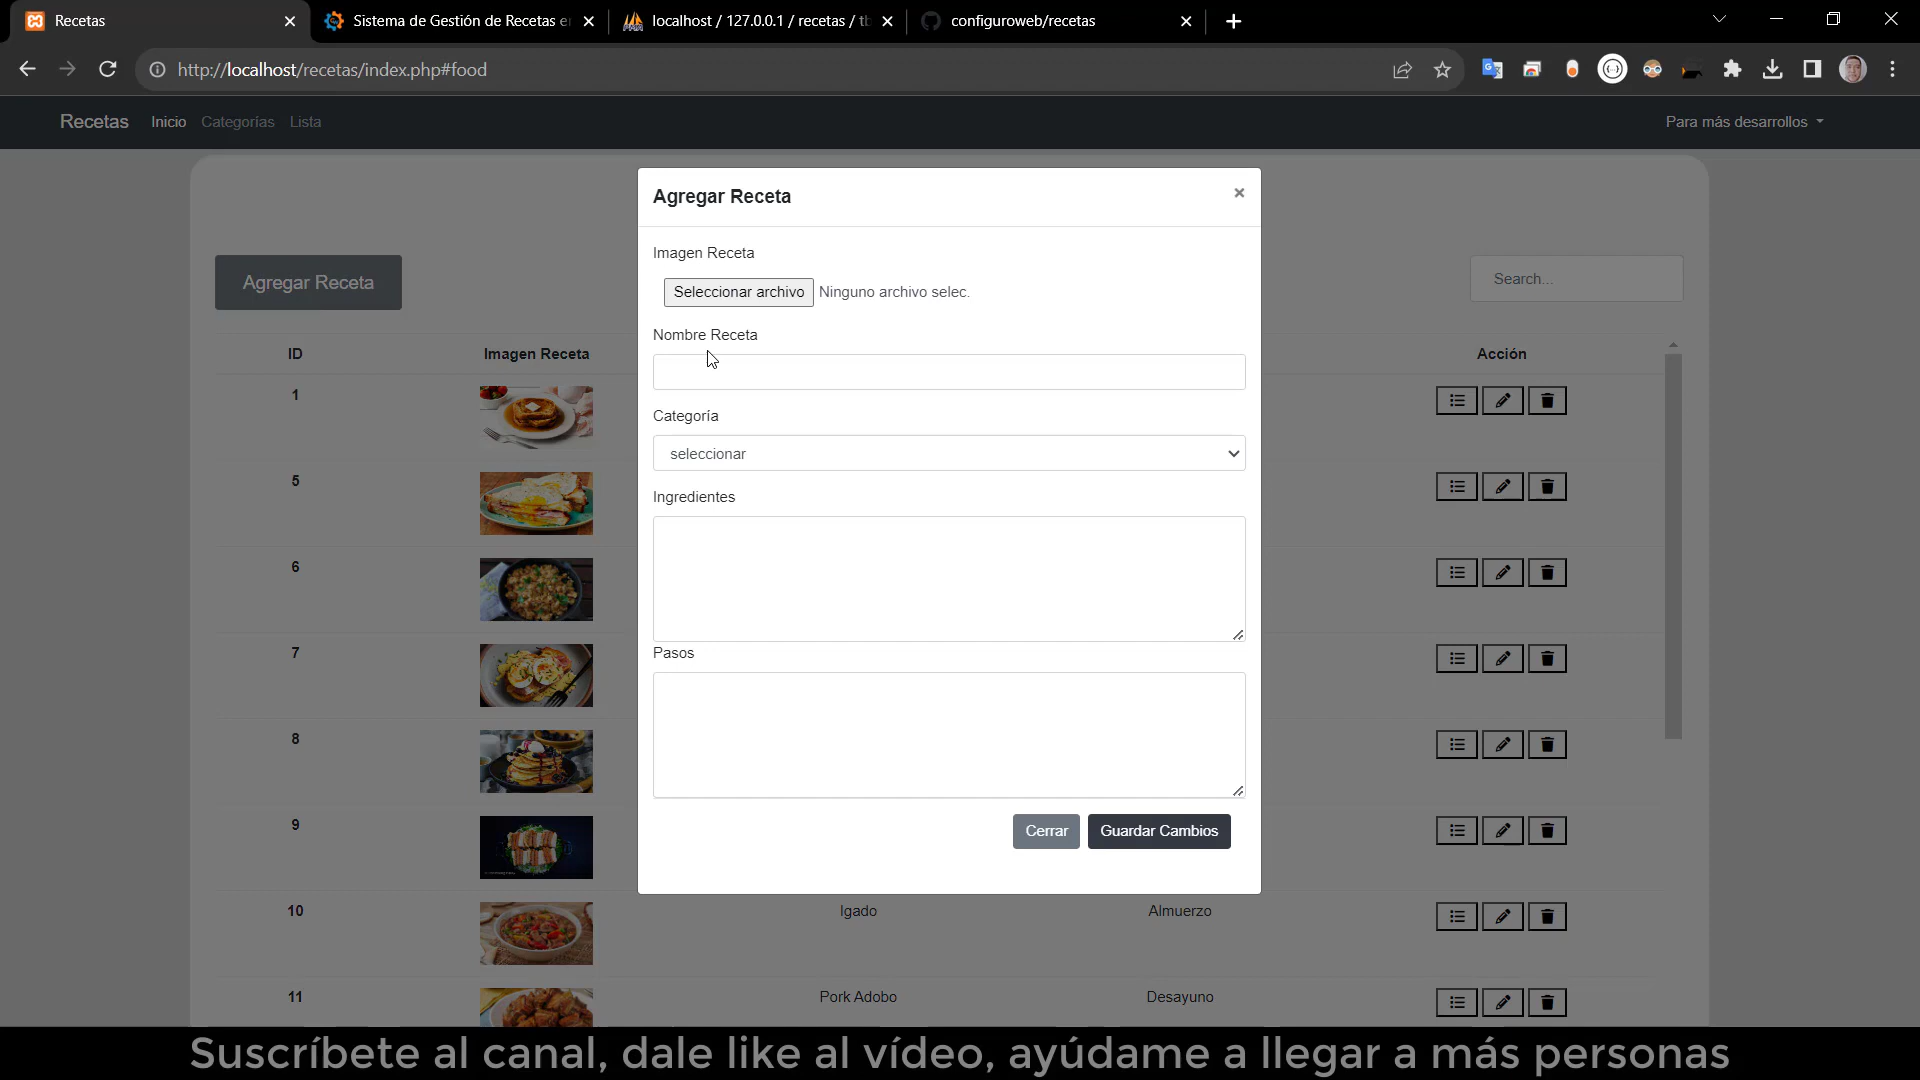 Recetas
Sistema de Gestión de Recetas e
localhost / 127.0.0.1 / recetas / tb
configuroweb/recetas
http://localhost/recetas/index.php#food
Recetas Inicio Categorías Lista Para más desarrollos
Agregar Receta ×
Imagen Receta
Agregar Receta
Seleccionar archivo Ninguno archivo selec.
Search...
Nombre Receta
ID Imagen Receta Acción
1
Categoría
seleccionar
5
Ingredientes
6
7
Pasos
8
9
Cerrar Guardar Cambios
10 Igado Almuerzo
11 Pork Adobo Desayuno
Suscríbete al canal, dale like al vídeo, ayúdame a llegar a más personas